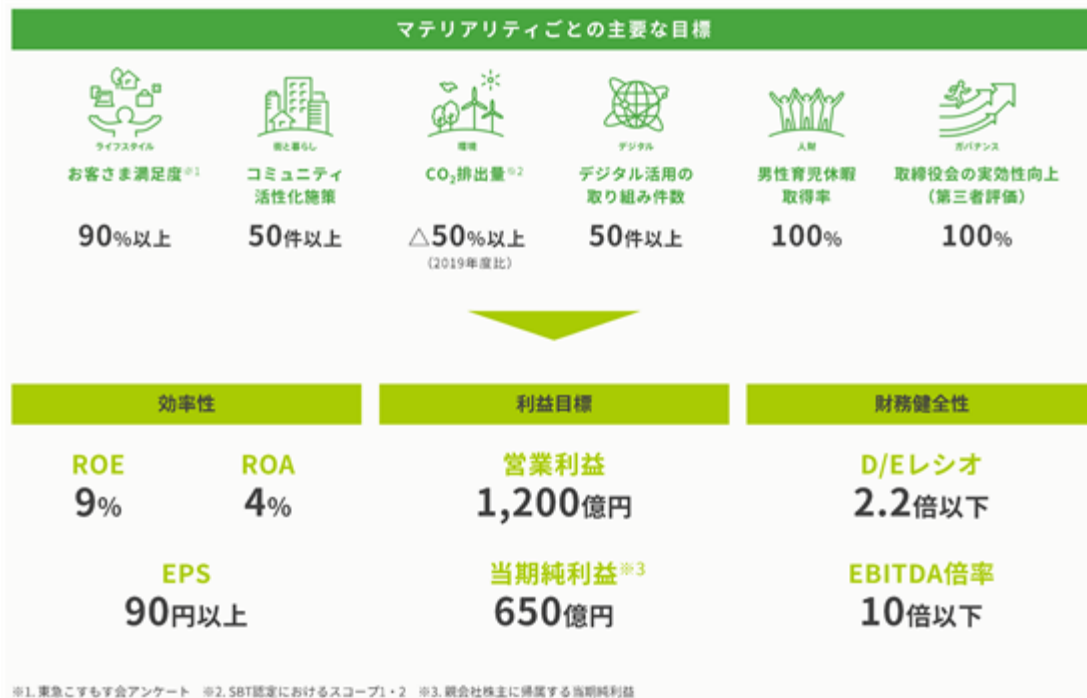 マテリアリティごとの主要な目標
ライフスタイル
街と暮らし
環境
デジタル
人財
ガバナンス
お客さま満足度※1
コミュニティ
活性化施策
CO₂排出量※2
デジタル活用の
取り組み件数
男性育児休暇
取得率
取締役会の実効性向上
(第三者評価)
90%以上
50件以上
△50%以上
(2019年度比)
50件以上
100%
100%
効率性
利益目標
財務健全性
ROE
9%
ROA
4%
EPS
90円以上
営業利益
1,200億円
当期純利益※3
650億円
D/Eレシオ
2.2倍以下
EBITDA倍率
10倍以下
※1. 東急こすもす会アンケート ※2. SBT認定におけるスコープ1・2 ※3. 親会社株主に帰属する当期純利益